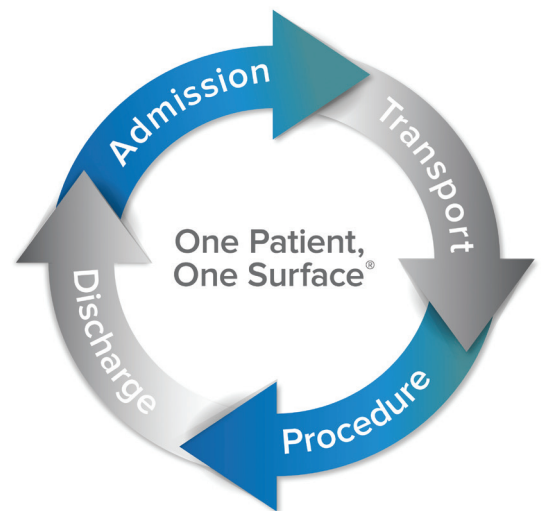 Admission
Transport
One Patient,
One Surface®
Discharge
Procedure